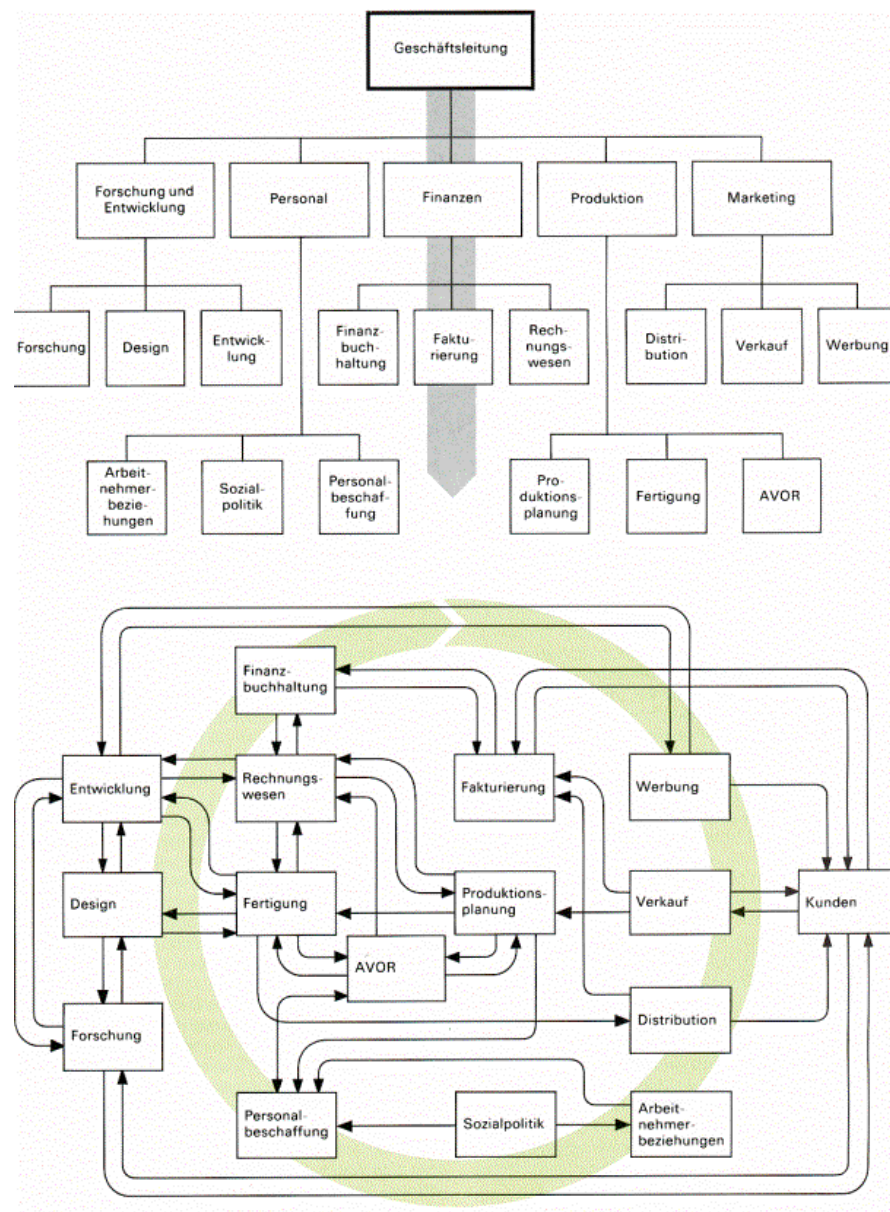 Geschäftsleitung
Forschung und
Entwicklung
Personal
Finanzen
Produktion
Marketing
Forschung
Design
Entwick-
lung
Finanz-
buch-
haltung
Faktu-
rierung
Rech-
nungs-
wesen
Distri-
bution
Verkauf
Werbung
Arbeit-
nehmer-
bezie-
hungen
Sozial-
politik
Personal-
beschaf-
fung
Pro-
duktions-
planung
Fertigung
AVOR
Finanz-
buchhaltung
Entwicklung
Rechnungs-
wesen
Fakturierung
Werbung
Design
Fertigung
Produktions-
planung
Verkauf
Kunden
AVOR
Forschung
Distribution
Personal-
beschaffung
Sozialpolitik
Arbeit-
nehmer-
beziehungen